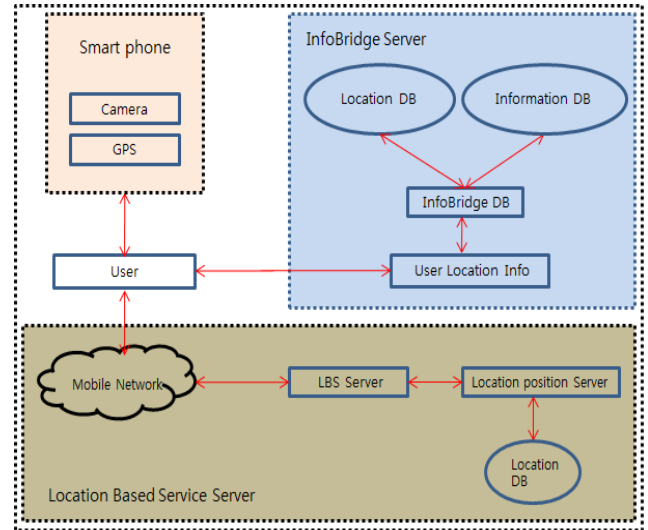 Smart phone
Camera
GPS
InfoBridge Server
Location DB
Information DB
InfoBridge DB
User Location Info
User
Mobile Network
LBS Server
Location position Server
Location
DB
Location Based Service Server